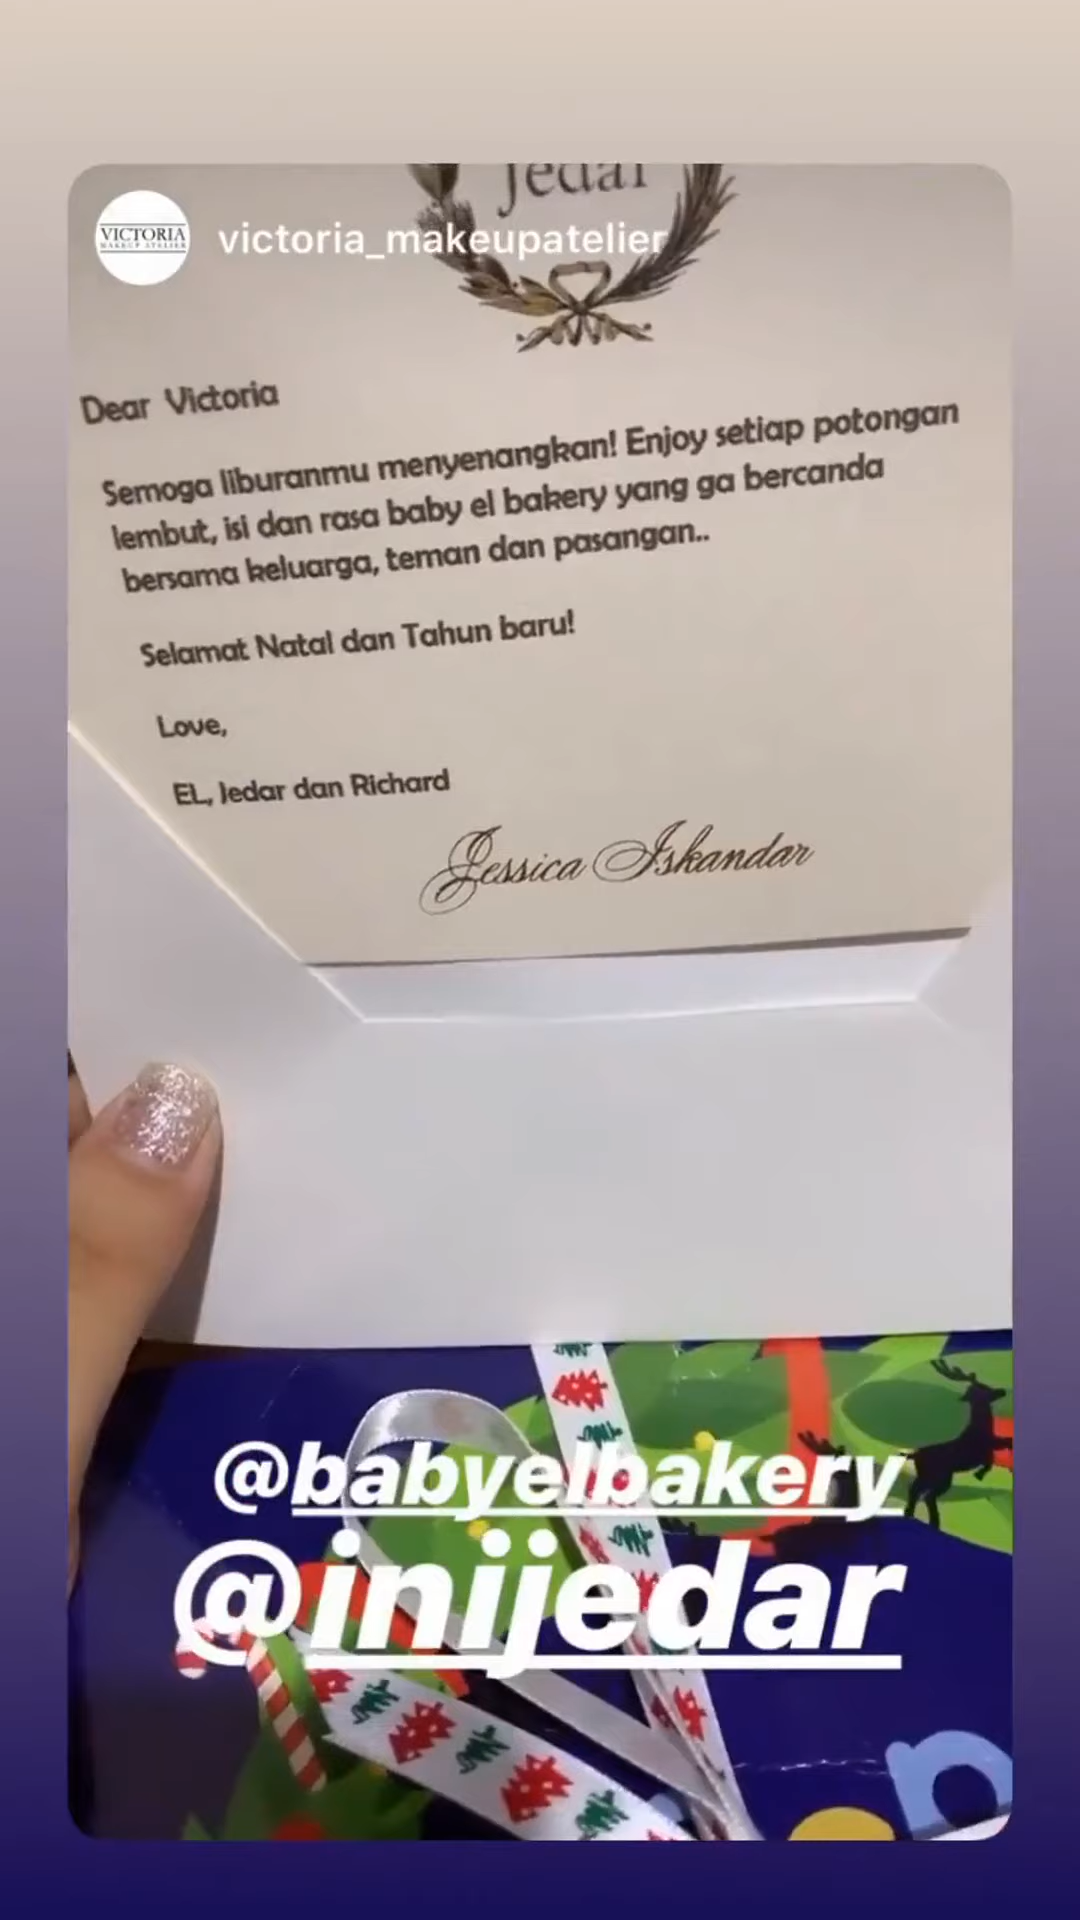 Jedar
VICTORIA
MAKEUP ATELIER
victoria_makeupatelier
Dear Victoria
Semoga liburanmu menyenangkan! Enjoy setiap potongan
lembut, isi dan rasa baby el bakery yang ga bercanda
bersama keluarga, teman dan pasangan..
Selamat Natal dan Tahun baru!
Love,
EL, Jedar dan Richard
Jessica Iskandar
@babyelbakery
@inijedar